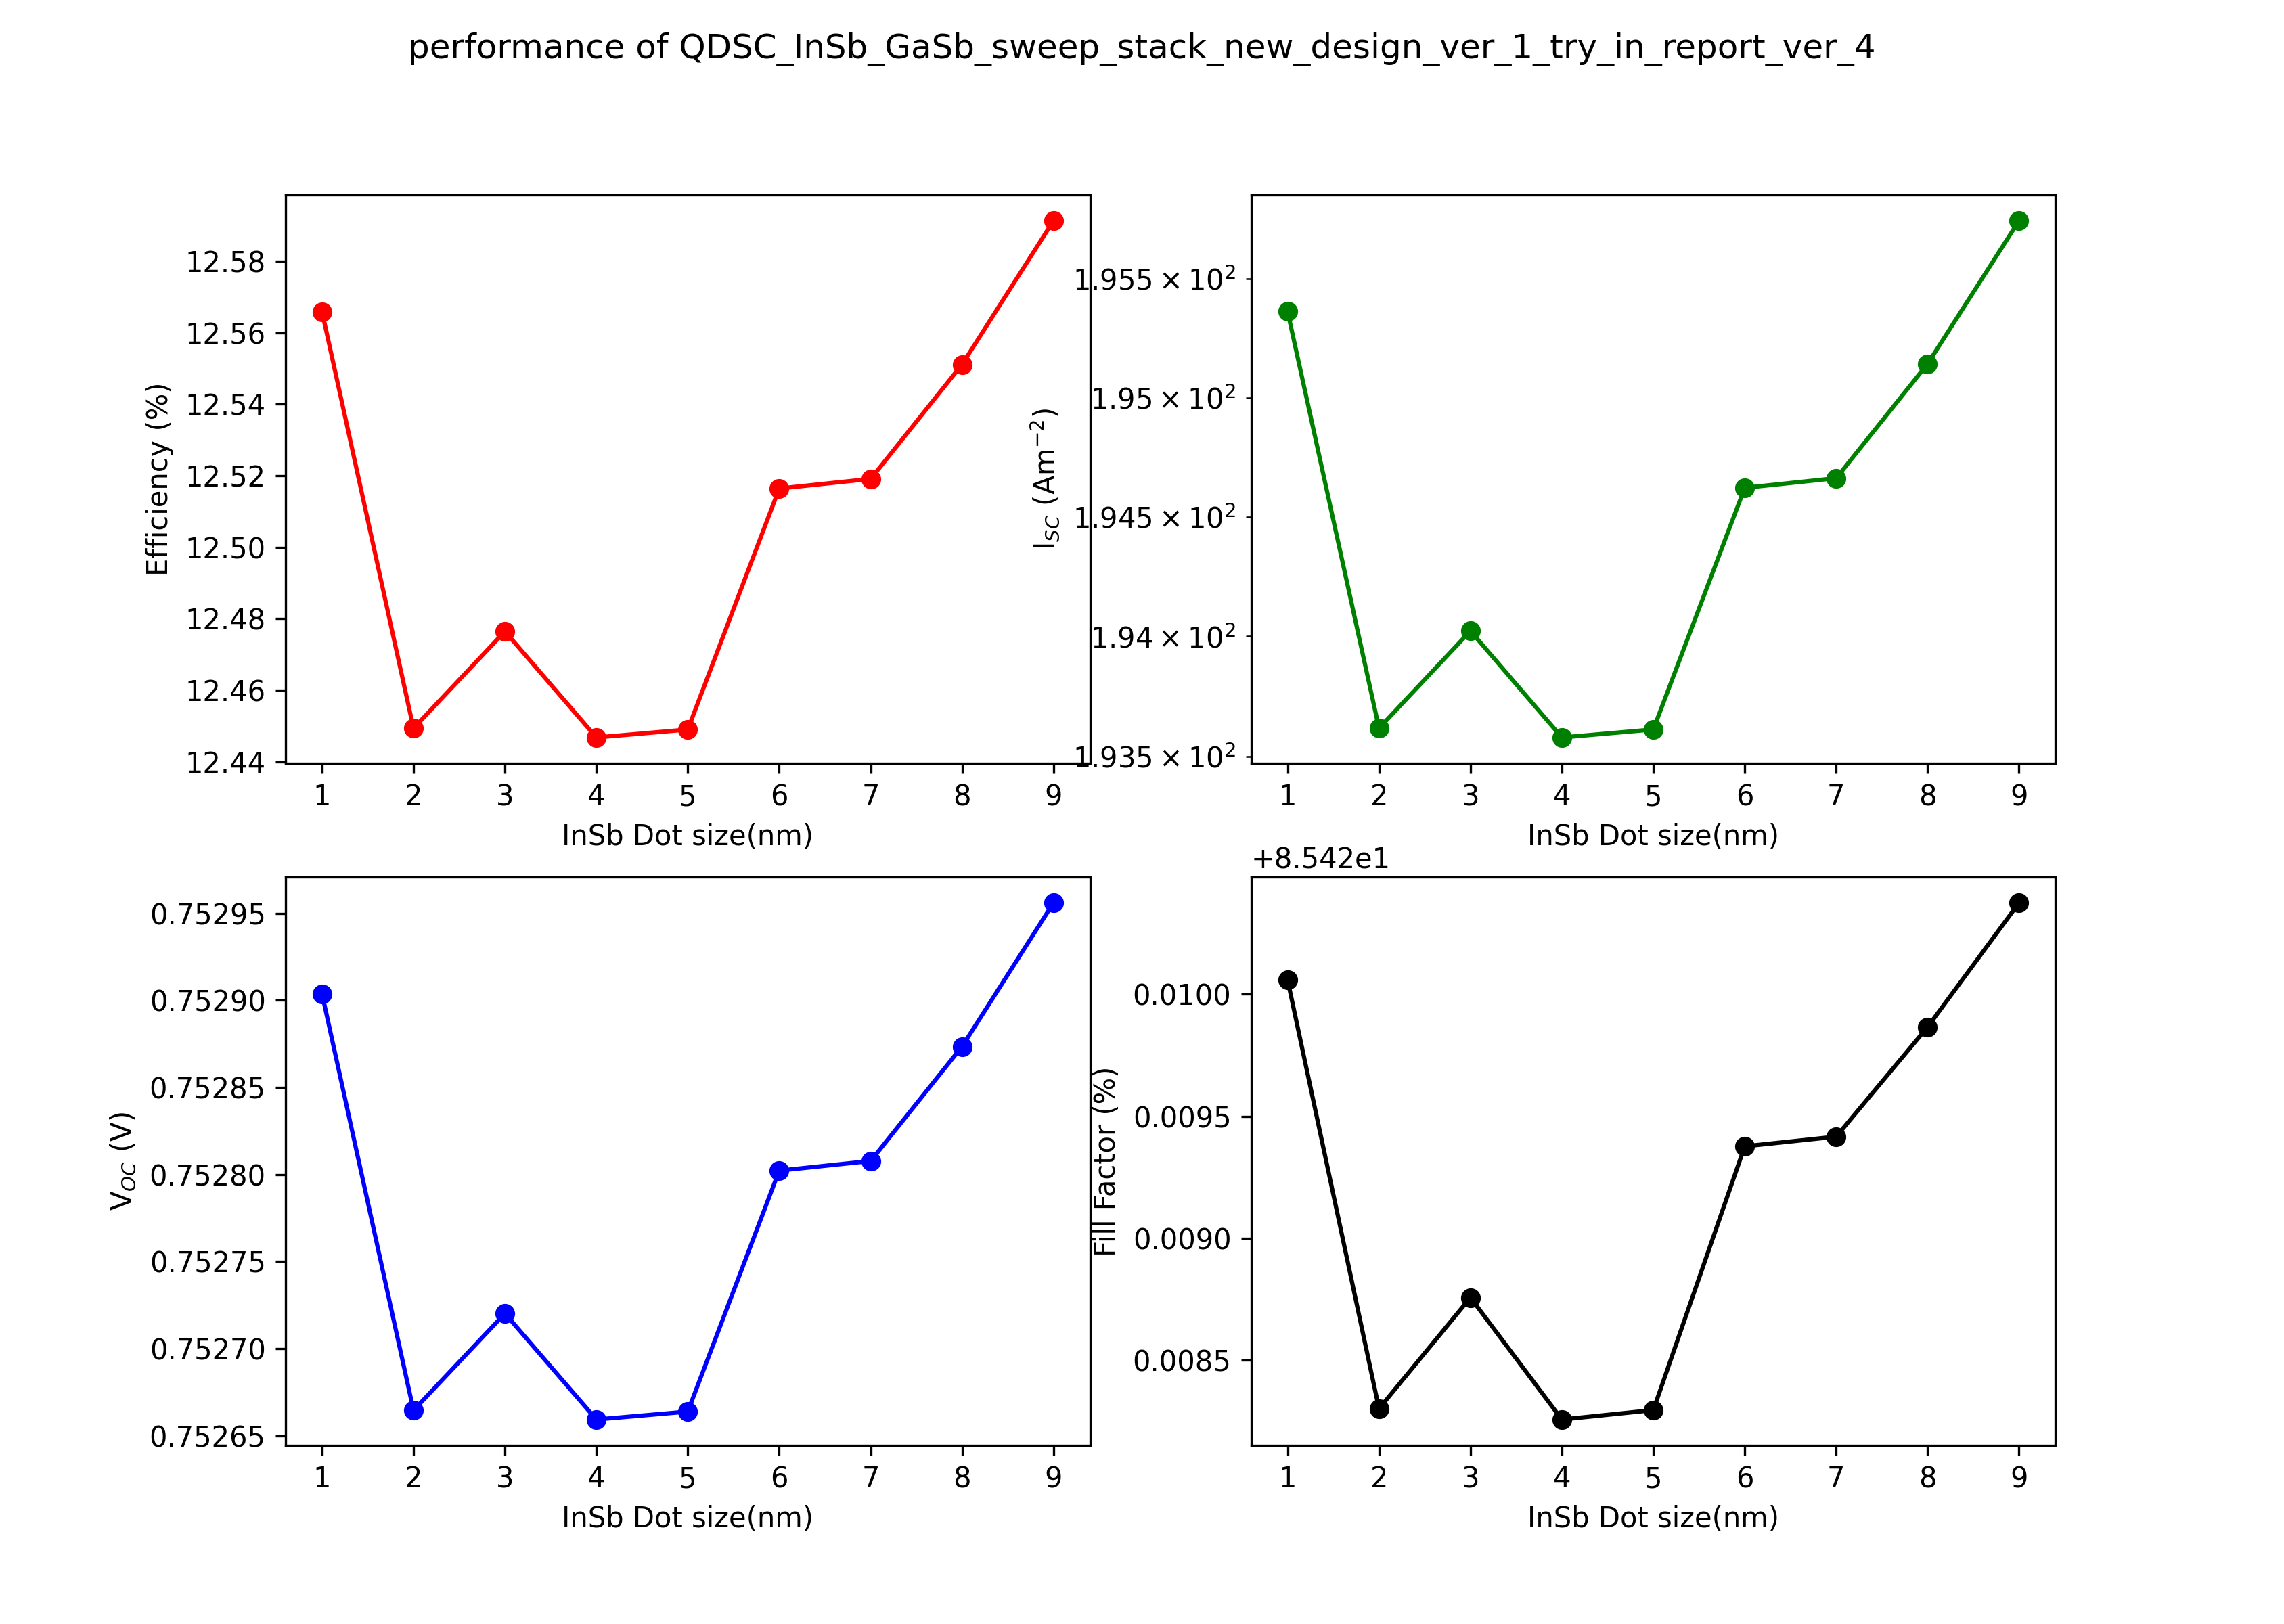 performance of QDSC_InSb_GaSb_sweep_stack_new_design_ver_1_try_in_report_ver_4
Efficiency (%)
12.58
12.56
12.54
12.52
12.50
12.48
12.46
12.44
1 2 3 4 5 6 7 8 9
InSb Dot size(nm)
I_SC (Am⁻²)
1.955 × 10²
1.95 × 10²
1.945 × 10²
1.94 × 10²
1.935 × 10²
1 2 3 4 5 6 7 8 9
InSb Dot size(nm)
V_OC (V)
0.75295
0.75290
0.75285
0.75280
0.75275
0.75270
0.75265
1 2 3 4 5 6 7 8 9
InSb Dot size(nm)
+8.542e1
Fill Factor (%)
0.0100
0.0095
0.0090
0.0085
1 2 3 4 5 6 7 8 9
InSb Dot size(nm)